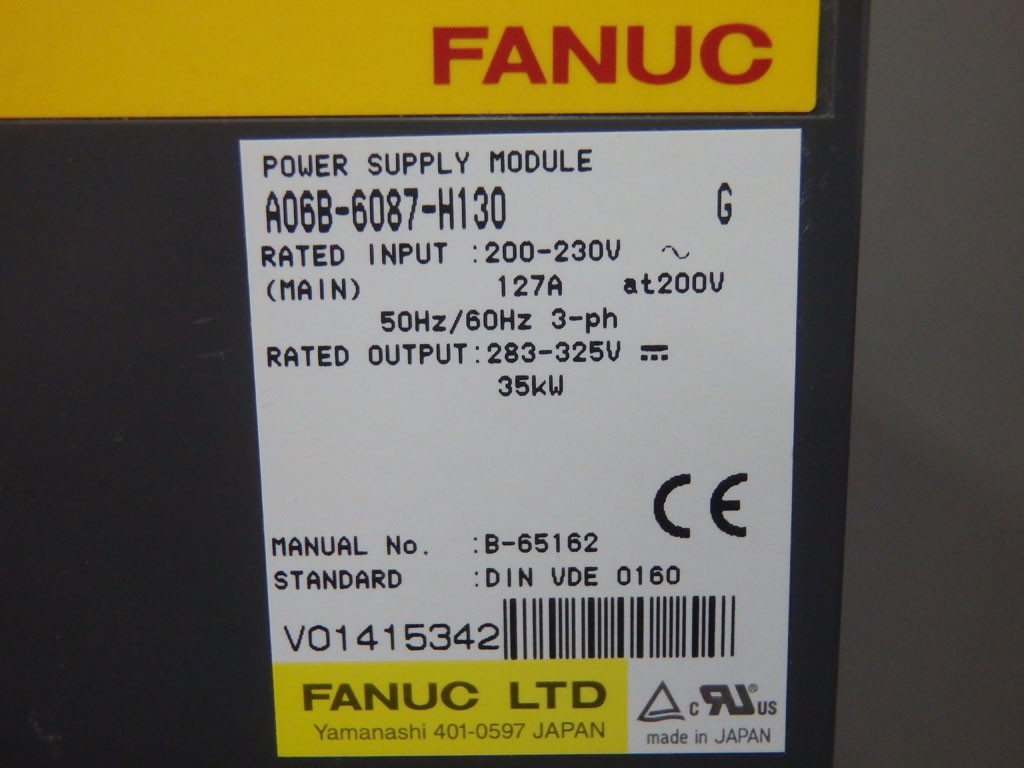 FANUC
POWER SUPPLY MODULE
A06B-6087-H130 G
RATED INPUT :200-230V ~
(MAIN) 127A at200V
50Hz/60Hz 3-ph
RATED OUTPUT:283-325V ⎓
35kW
CE
MANUAL No. :B-65162
STANDARD :DIN VDE 0160
V01415342
FANUC LTD
Yamanashi 401-0597 JAPAN
c RU® US
made in JAPAN